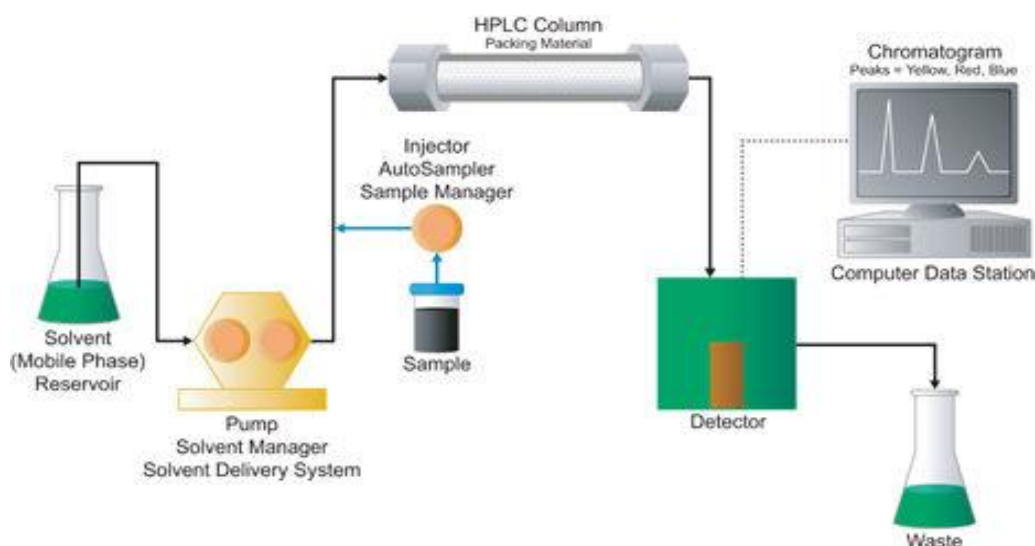 HPLC Column
Packing Material
Chromatogram
Peaks = Yellow, Red, Blue
Injector
AutoSampler
Sample Manager
Solvent
(Mobile Phase)
Reservoir
Sample
Pump
Solvent Manager
Solvent Delivery System
Detector
Computer Data Station
Waste